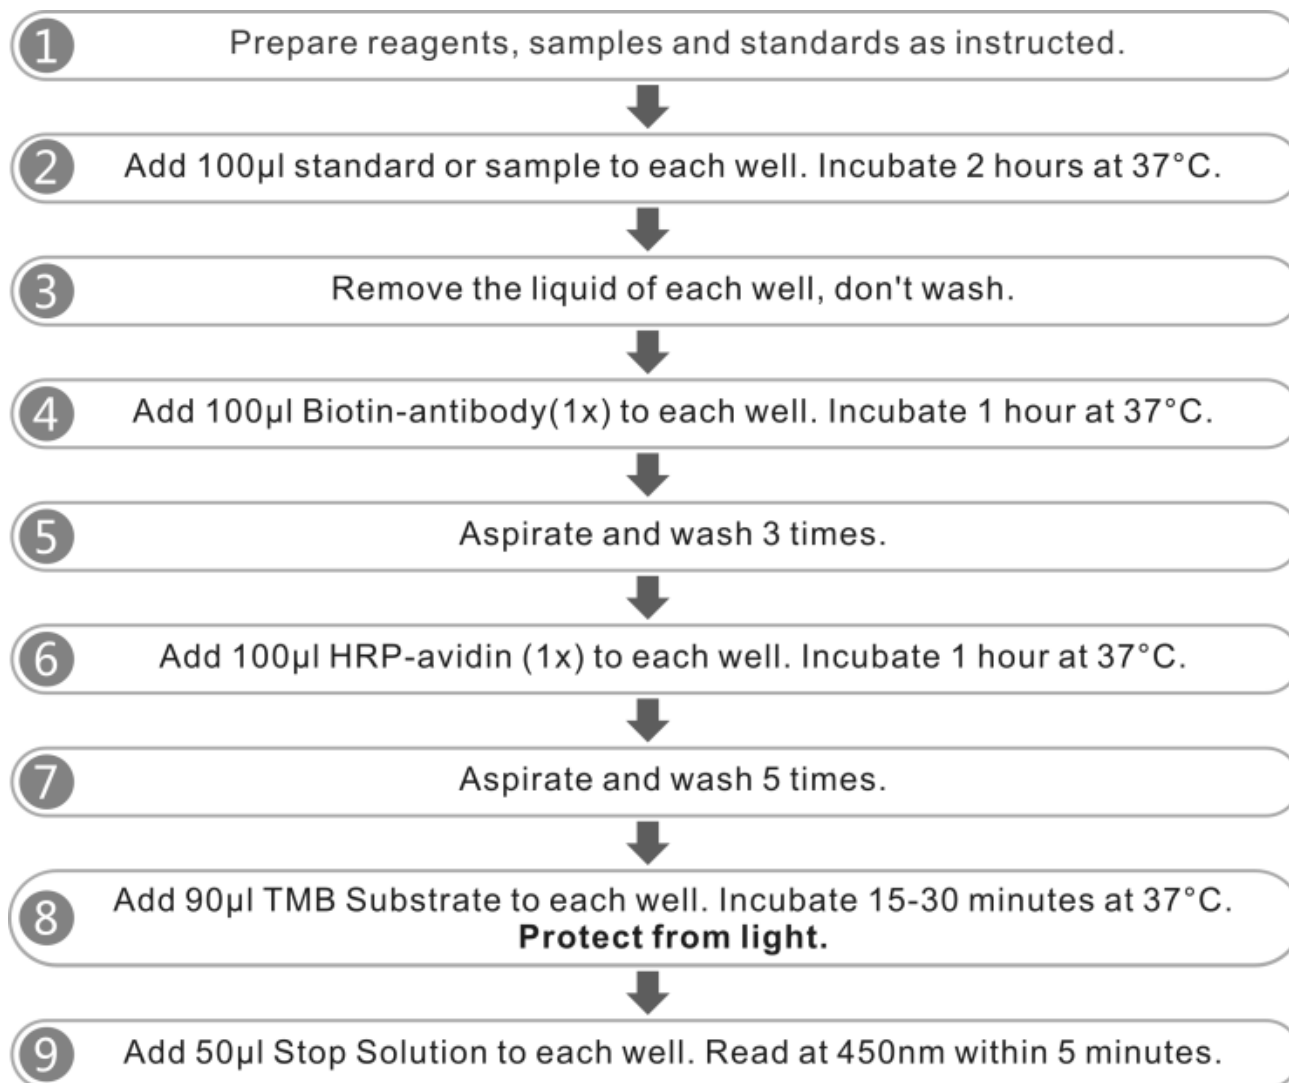 1 Prepare reagents, samples and standards as instructed.
2 Add 100µl standard or sample to each well. Incubate 2 hours at 37°C.
3 Remove the liquid of each well, don't wash.
4 Add 100µl Biotin-antibody(1x) to each well. Incubate 1 hour at 37°C.
5 Aspirate and wash 3 times.
6 Add 100µl HRP-avidin (1x) to each well. Incubate 1 hour at 37°C.
7 Aspirate and wash 5 times.
8 Add 90µl TMB Substrate to each well. Incubate 15-30 minutes at 37°C.
Protect from light.
9 Add 50µl Stop Solution to each well. Read at 450nm within 5 minutes.